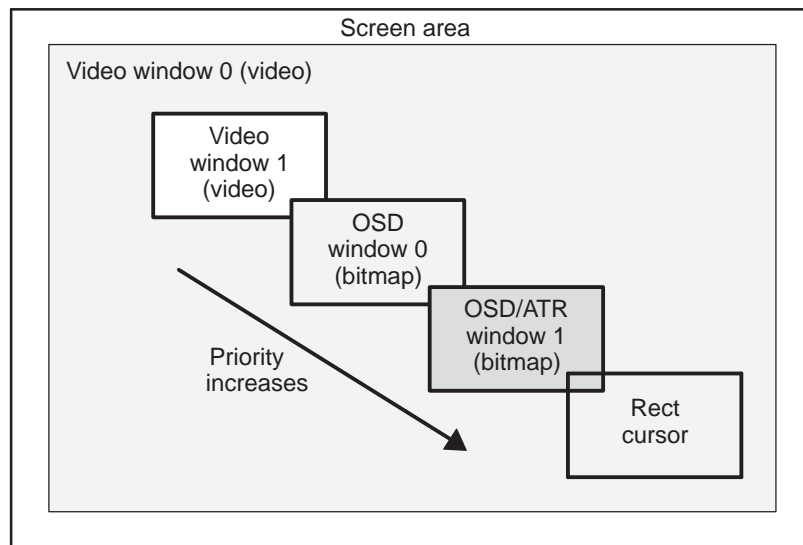 Screen area
Video window 0 (video)
Video
window 1
(video)
OSD
window 0
(bitmap)
OSD/ATR
window 1
(bitmap)
Priority
increases
Rect
cursor